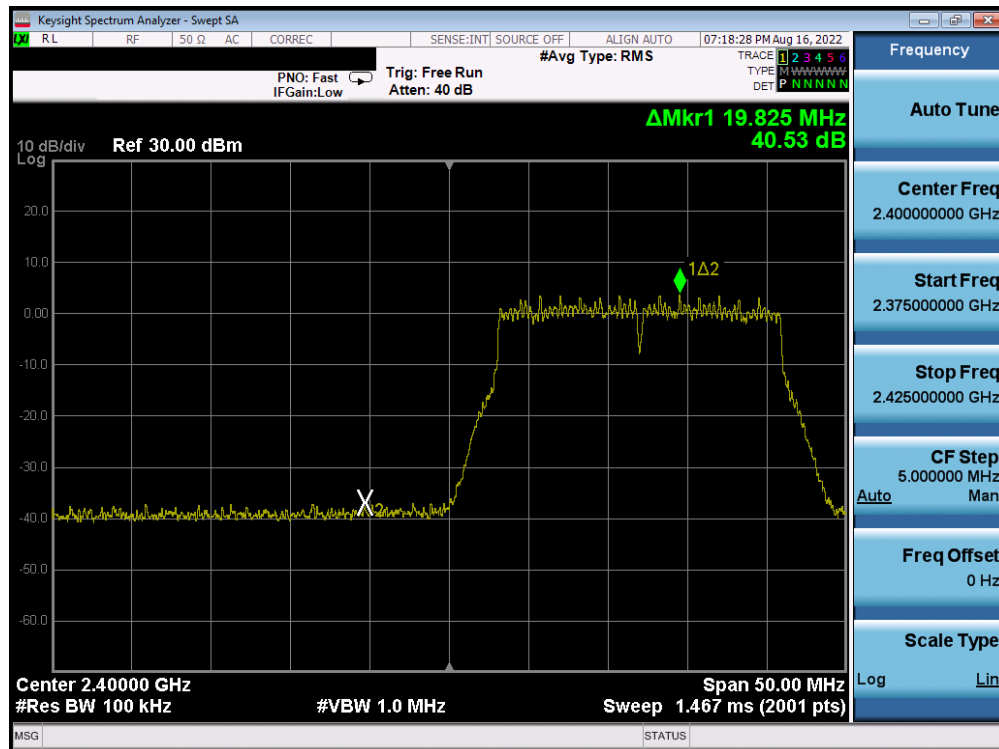 Keysight Spectrum Analyzer - Swept SA
LXI RL RF 50 Ω AC CORREC SENSE:INT SOURCE OFF ALIGN AUTO 07:18:28 PM Aug 16, 2022
PNO: Fast
IFGain:Low
Trig: Free Run
Atten: 40 dB
#Avg Type: RMS
TRACE 1 2 3 4 5 6
TYPE M WWWWW
DET P N N N N N
ΔMkr1 19.825 MHz
40.53 dB
10 dB/div
Log
Ref 30.00 dBm
20.0
10.0
0.00
-10.0
-20.0
-30.0
-40.0
-50.0
-60.0
1Δ2
X2
Center 2.40000 GHz
#Res BW 100 kHz
#VBW 1.0 MHz
Span 50.00 MHz
Sweep 1.467 ms (2001 pts)
MSG
STATUS
Frequency
Auto Tune
Center Freq
2.400000000 GHz
Start Freq
2.375000000 GHz
Stop Freq
2.425000000 GHz
CF Step
5.000000 MHz
Auto Man
Freq Offset
0 Hz
Scale Type
Log Lin